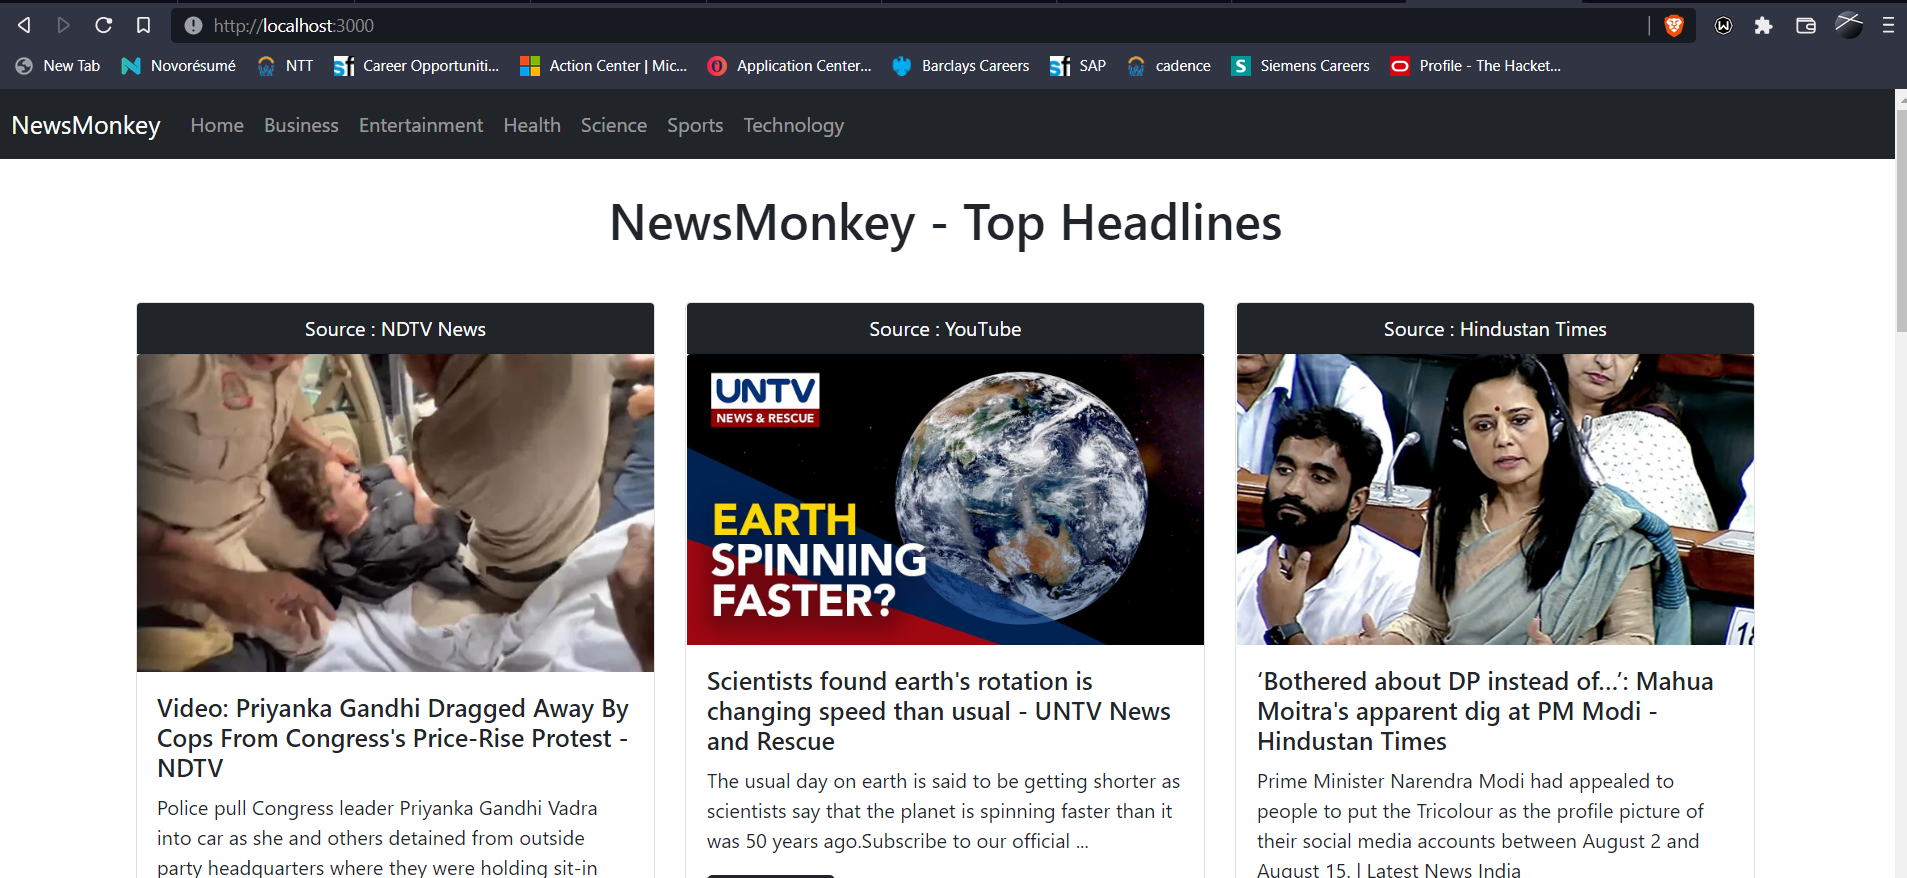 http://localhost:3000
New Tab Novorésumé NTT Career Opportuniti... Action Center | Mic... Application Center... Barclays Careers SAP cadence Siemens Careers Profile - The Hacket...
NewsMonkey Home Business Entertainment Health Science Sports Technology
NewsMonkey - Top Headlines
Source : NDTV News
Video: Priyanka Gandhi Dragged Away By
Cops From Congress's Price-Rise Protest -
NDTV
Police pull Congress leader Priyanka Gandhi Vadra
into car as she and others detained from outside
party headquarters where they were holding sit-in
Source : YouTube
UNTV
NEWS & RESCUE
EARTH
SPINNING
FASTER?
Scientists found earth's rotation is
changing speed than usual - UNTV News
and Rescue
The usual day on earth is said to be getting shorter as
scientists say that the planet is spinning faster than it
was 50 years ago.Subscribe to our official ...
Source : Hindustan Times
18
‘Bothered about DP instead of...’: Mahua
Moitra's apparent dig at PM Modi -
Hindustan Times
Prime Minister Narendra Modi had appealed to
people to put the Tricolour as the profile picture of
their social media accounts between August 2 and
August 15. | Latest News India